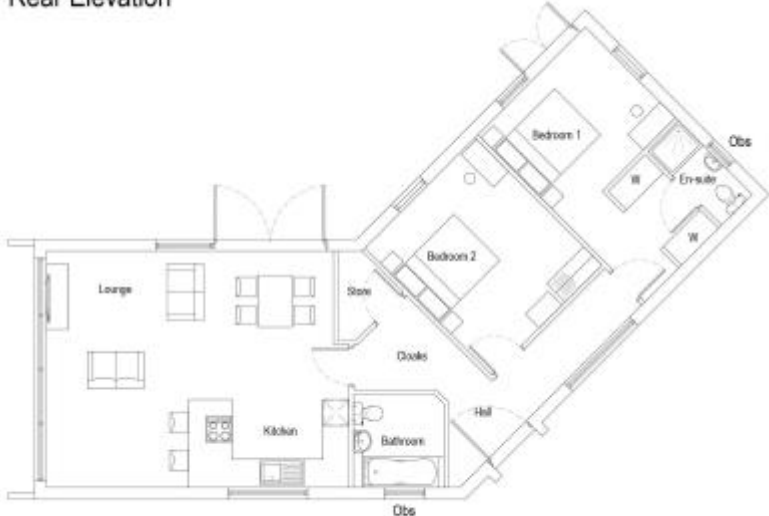 Rear Elevation
Bedroom 1
Obs
W
En-suite
W
Bedroom 2
Lounge
Store
Cloaks
Hall
Kitchen
Bathroom
Obs